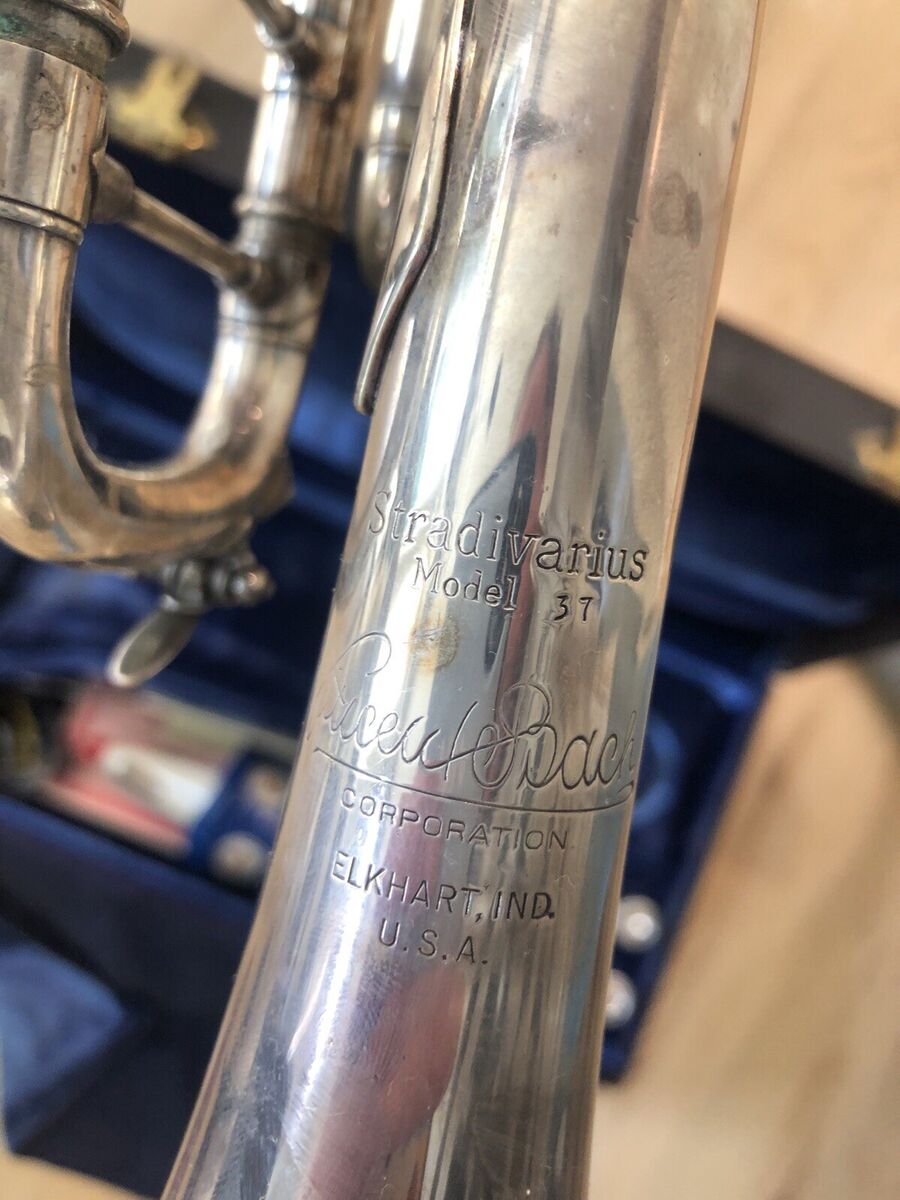 Stradivarius
Model 37
Vincent Bach
CORPORATION
ELKHART, IND.
U.S.A.